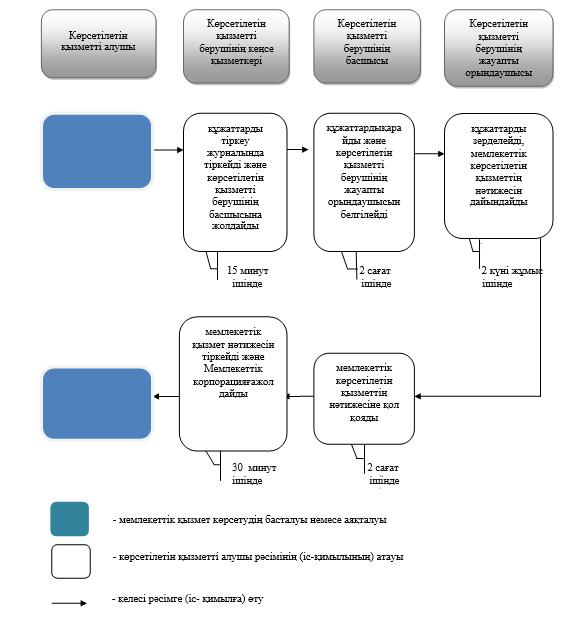 Көрсетілетін
қызметті алушы
Көрсетілетін
қызметті
берушінің кеңсе
қызметкері
Көрсетілетін
қызметті
берушінің
басшысы
Көрсетілетін
қызметті
берушінің
жауапты
орындаушысы
құжаттарды
тіркеу
журналында
тіркейді және
көрсетілетін
қызметті
берушінің
басшысына
жолдайды
құжаттардықара
йды және
көрсетілетін
қызметті
берушінің
жауапты
орындаушысын
белгілейді
құжаттарды
зерделейді,
мемлекеттік
көрсетілетін
қызметтің
нәтижесін
дайындайды
15 минут
ішінде
2 сағат
ішінде
2 күні жұмыс
ішінде
мемлекеттік
қызмет нәтижесін
тіркейді және
Мемлекеттік
корпорацияғажол
дайды
мемлекеттік
көрсетілетін
қызметтің
нәтижесіне қол
қояды
30 минут
ішінде
2 сағат
ішінде
- мемлекеттік қызмет көрсетудің басталуы немесе аяқталуы
- көрсетілетін қызметті алушы рәсімінің (іс-қимылының) атауы
- келесі рәсімге (іс- қимылға) өту